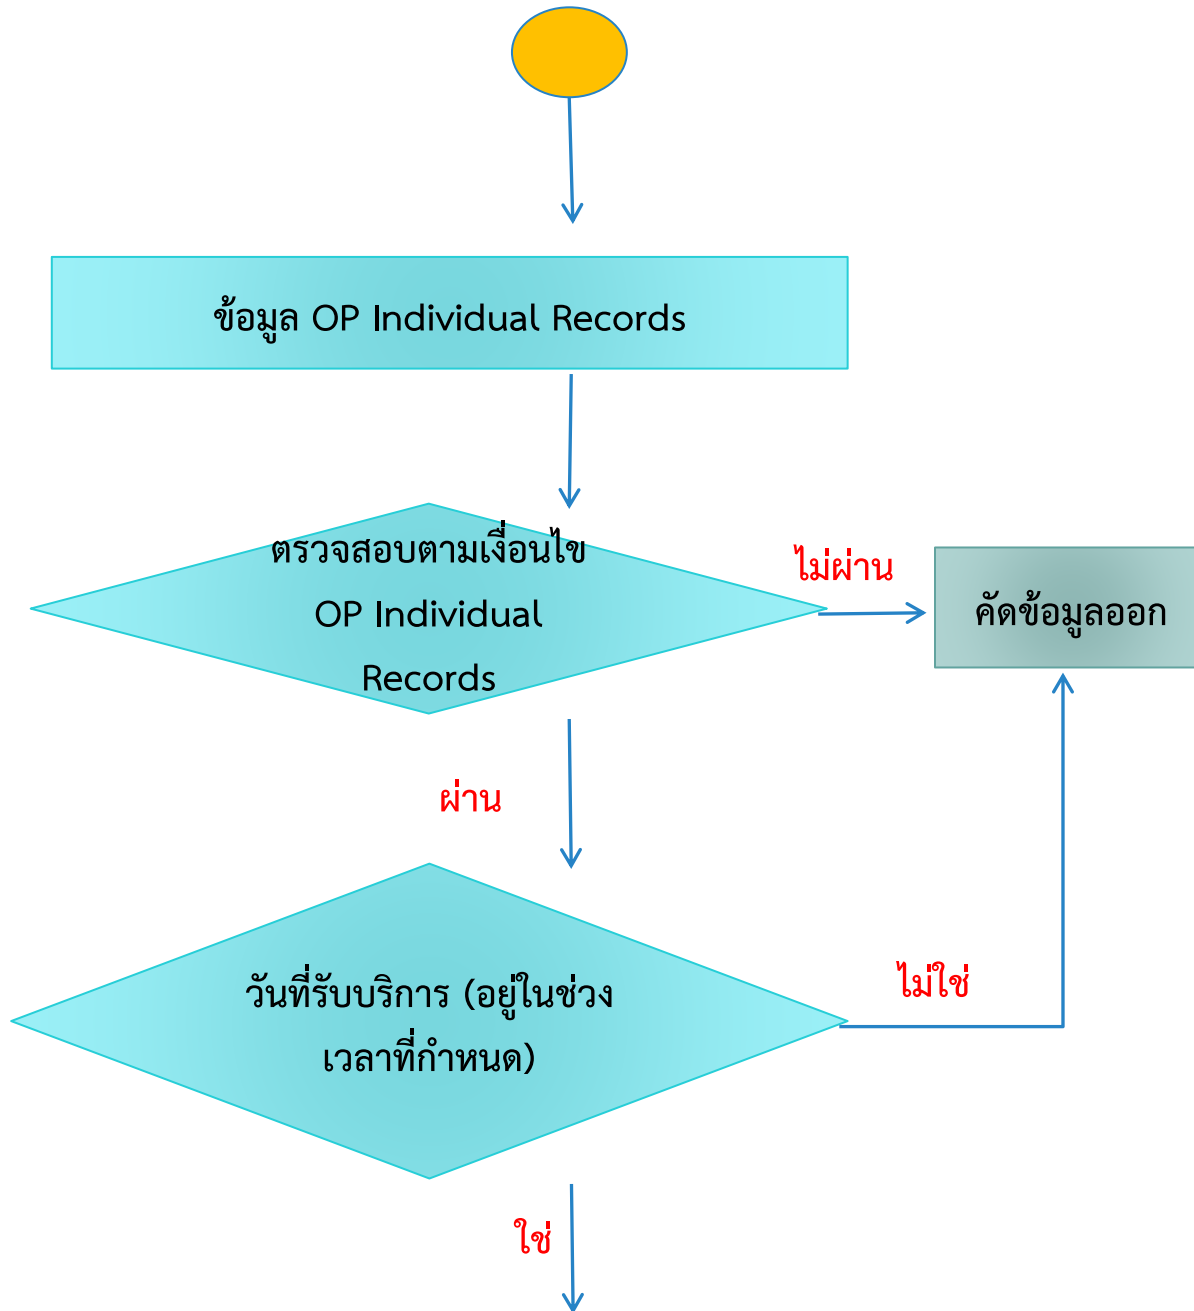 ข้อมูล OP Individual Records
ตรวจสอบตามเงื่อนไข
OP Individual
Records
ไม่ผ่าน
คัดข้อมูลออก
ผ่าน
วันที่รับบริการ (อยู่ในช่วง
เวลาที่กำหนด)
ไม่ใช่
ใช่